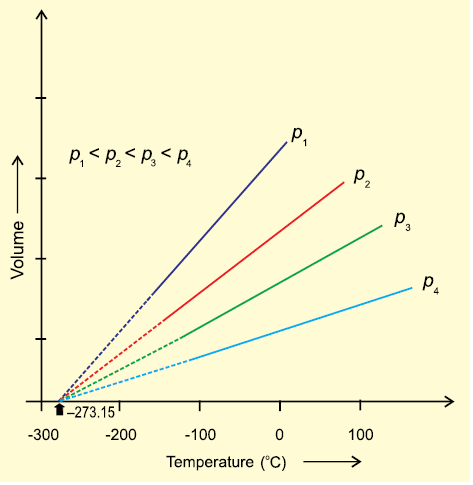 p₁
p₁ < p₂ < p₃ < p₄
p₂
p₃
p₄
Volume
–273.15
-300 -200 -100 0 100
Temperature (°C)